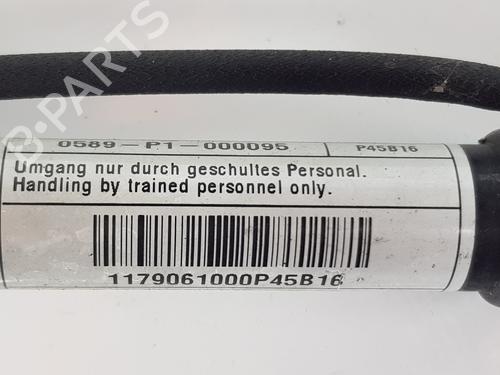 0589-P1-000095 P45B16
Umgang nur durch geschultes Personal.
Handling by trained personnel only.
1179061000P45B16
B-PARTS